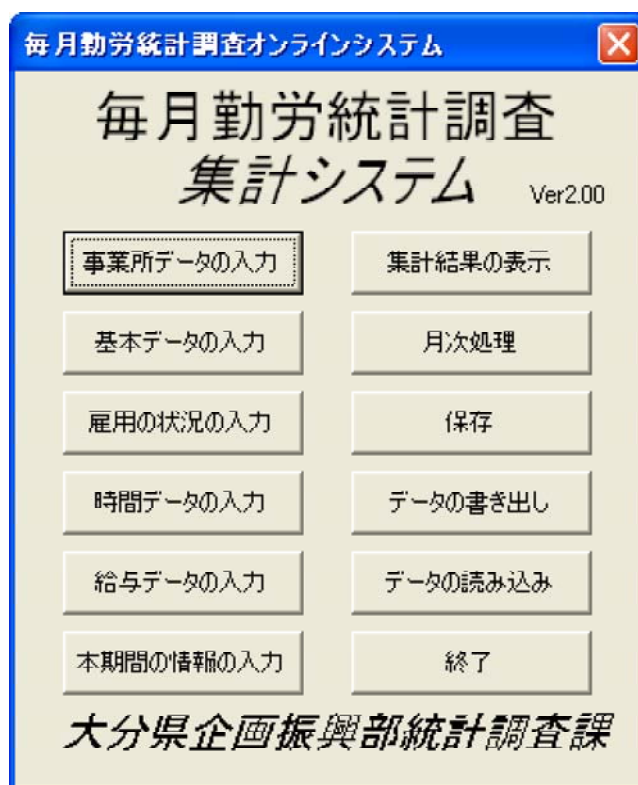 毎月勤労統計調査オンラインシステム
毎月勤労統計調査
集計システム Ver2.00
事業所データの入力 集計結果の表示
基本データの入力 月次処理
雇用の状況の入力 保存
時間データの入力 データの書き出し
給与データの入力 データの読み込み
本期間の情報の入力 終了
大分県企画振興部統計調査課